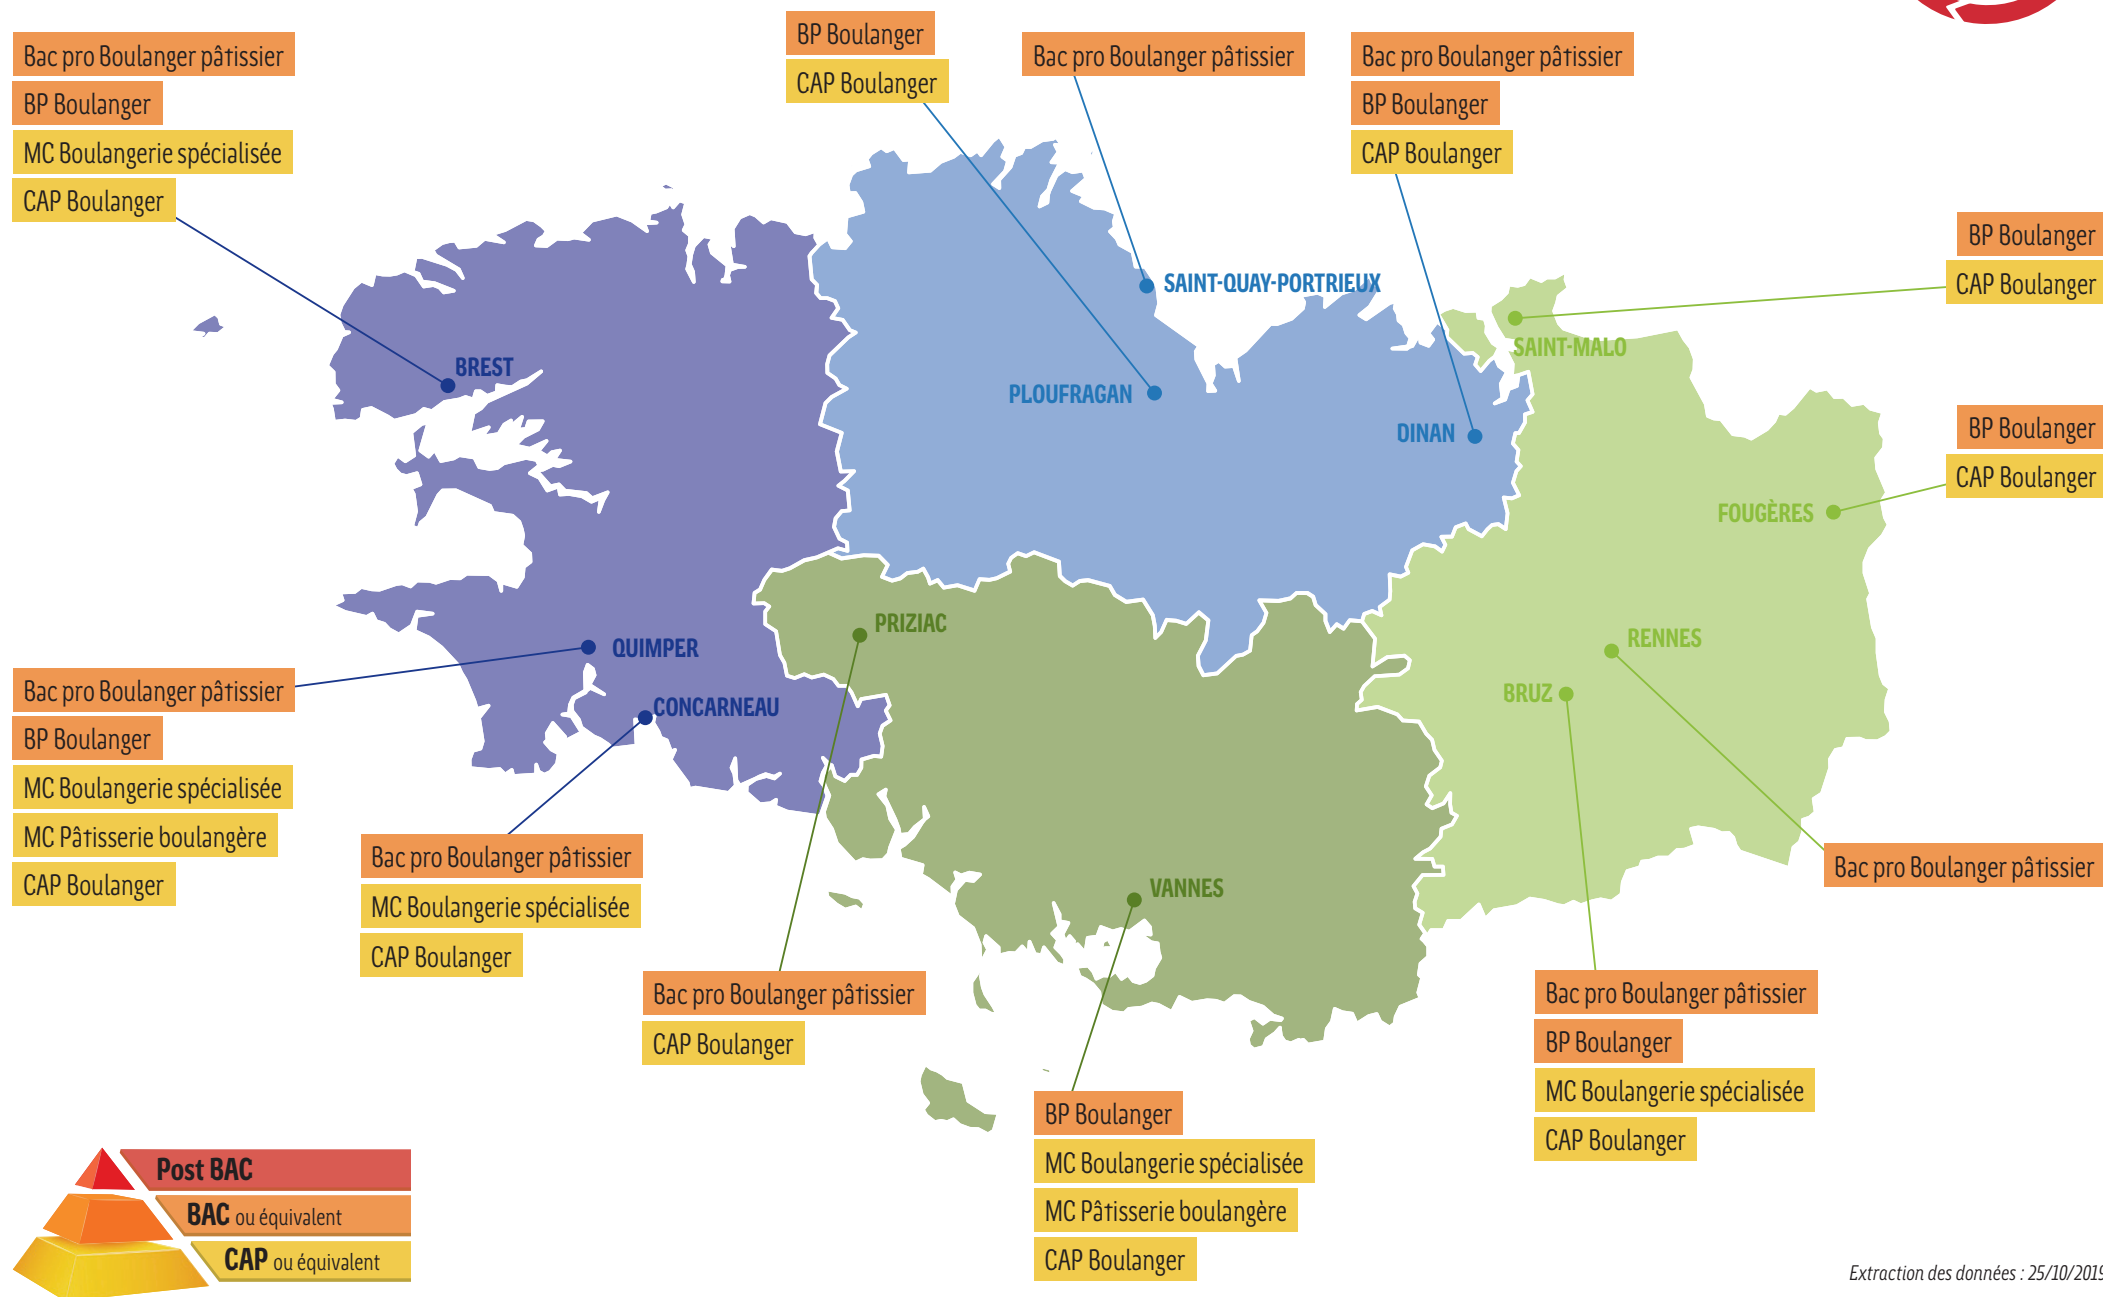 Bac pro Boulanger pâtissier
BP Boulanger
MC Boulangerie spécialisée
CAP Boulanger
BP Boulanger
CAP Boulanger
Bac pro Boulanger pâtissier
Bac pro Boulanger pâtissier
BP Boulanger
CAP Boulanger
BP Boulanger
CAP Boulanger
SAINT-QUAY-PORTRIEUX
SAINT-MALO
BREST
PLOUFRAGAN
DINAN
BP Boulanger
CAP Boulanger
FOUGÈRES
PRIZIAC
QUIMPER
RENNES
BRUZ
CONCARNEAU
Bac pro Boulanger pâtissier
BP Boulanger
MC Boulangerie spécialisée
MC Pâtisserie boulangère
CAP Boulanger
Bac pro Boulanger pâtissier
MC Boulangerie spécialisée
CAP Boulanger
VANNES
Bac pro Boulanger pâtissier
Bac pro Boulanger pâtissier
CAP Boulanger
Bac pro Boulanger pâtissier
BP Boulanger
MC Boulangerie spécialisée
CAP Boulanger
BP Boulanger
MC Boulangerie spécialisée
MC Pâtisserie boulangère
CAP Boulanger
Post BAC
BAC ou équivalent
CAP ou équivalent
Extraction des données : 25/10/2019